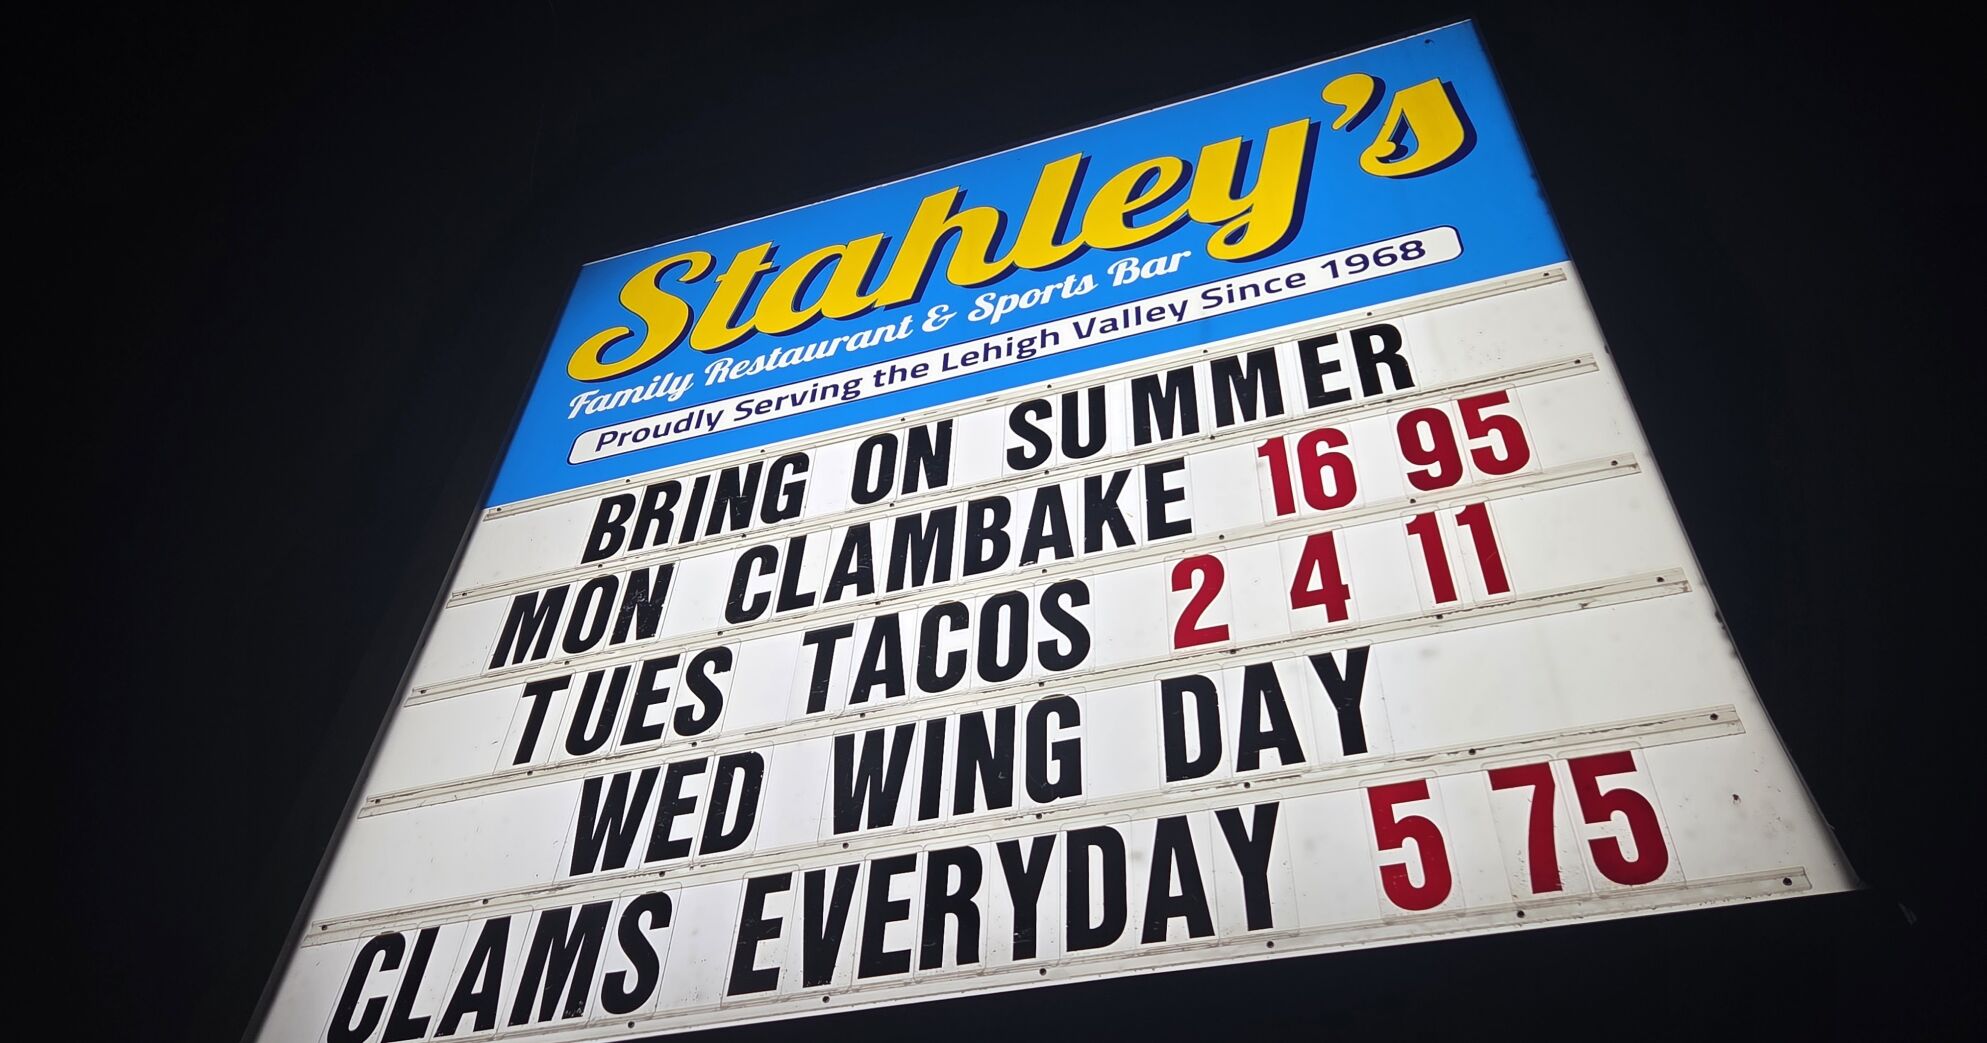 Stahley's
Family Restaurant & Sports Bar
Proudly Serving the Lehigh Valley Since 1968
BRING ON SUMMER
MON CLAMBAKE 16 95
TUES TACOS 2 4 11
WED WING DAY
CLAMS EVERYDAY 5 75